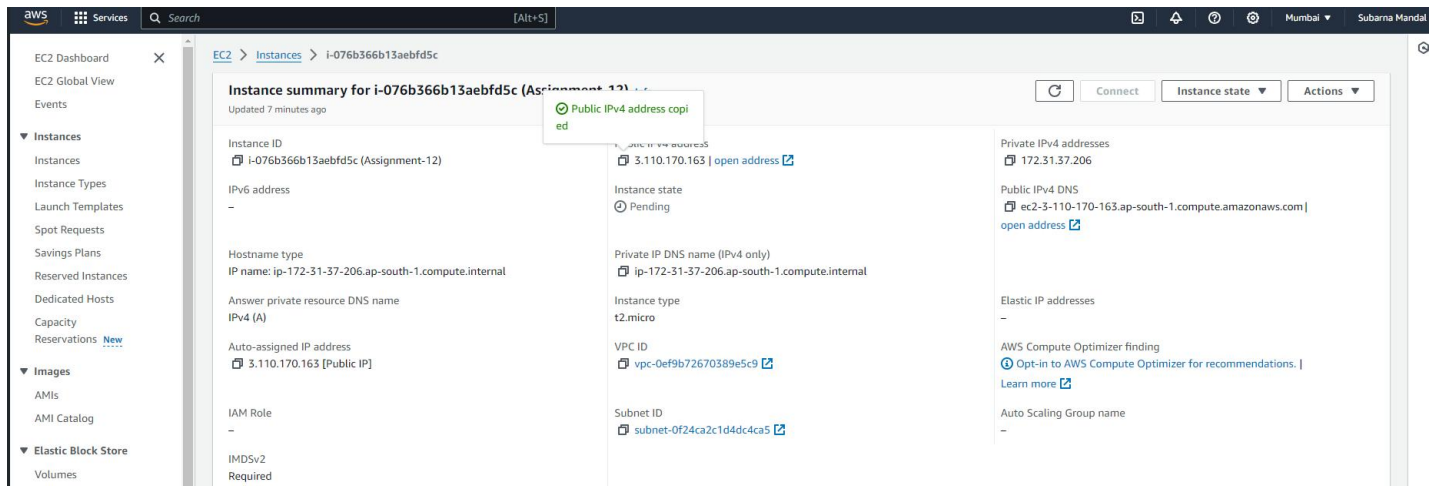 aws Services Search [Alt+S] Mumbai Subarna Mandal
EC2 Dashboard
EC2 Global View
Events
Instances
Instances
Instance Types
Launch Templates
Spot Requests
Savings Plans
Reserved Instances
Dedicated Hosts
Capacity
Reservations New
Images
AMIs
AMI Catalog
Elastic Block Store
Volumes
EC2 > Instances > i-076b366b13aebfd5c
Instance summary for i-076b366b13aebfd5c (Assignment-12)
Updated 7 minutes ago
Connect Instance state Actions
Public IPv4 address copi
ed
Instance ID
i-076b366b13aebfd5c (Assignment-12)
Public IPv4 address
3.110.170.163 | open address
Private IPv4 addresses
172.31.37.206
IPv6 address
–
Instance state
Pending
Public IPv4 DNS
ec2-3-110-170-163.ap-south-1.compute.amazonaws.com |
open address
Hostname type
IP name: ip-172-31-37-206.ap-south-1.compute.internal
Private IP DNS name (IPv4 only)
ip-172-31-37-206.ap-south-1.compute.internal
Answer private resource DNS name
IPv4 (A)
Instance type
t2.micro
Elastic IP addresses
–
Auto-assigned IP address
3.110.170.163 [Public IP]
VPC ID
vpc-0ef9b72670389e5c9
AWS Compute Optimizer finding
Opt-in to AWS Compute Optimizer for recommendations. |
Learn more
IAM Role
–
Subnet ID
subnet-0f24ca2c1d4dc4ca5
Auto Scaling Group name
–
IMDSv2
Required